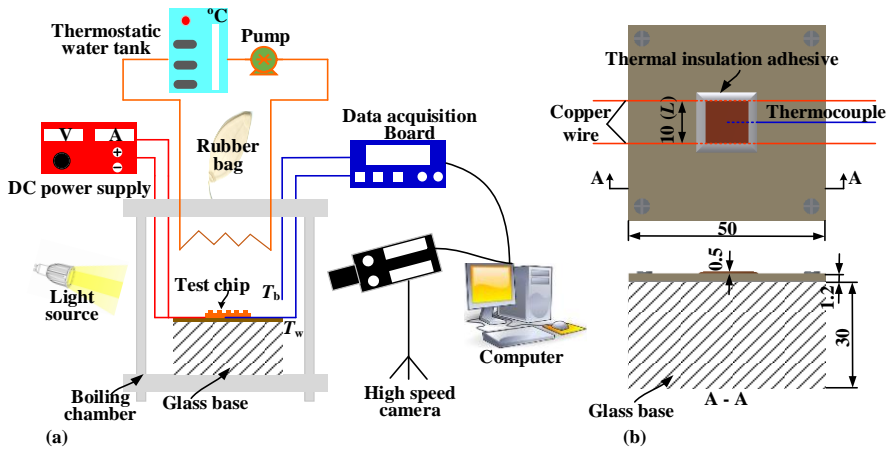 Thermostatic
water tank
°C
Pump
Data acquisition
Board
Rubber
bag
V
A
+
−
DC power supply
Test chip
Tb
Tw
Light
source
Computer
Boiling
chamber
Glass base
High speed
camera
(a)
Thermal insulation adhesive
Copper
wire
10 (L)
Thermocouple
A
A
50
0.5
1.2
30
Glass base
A - A
(b)